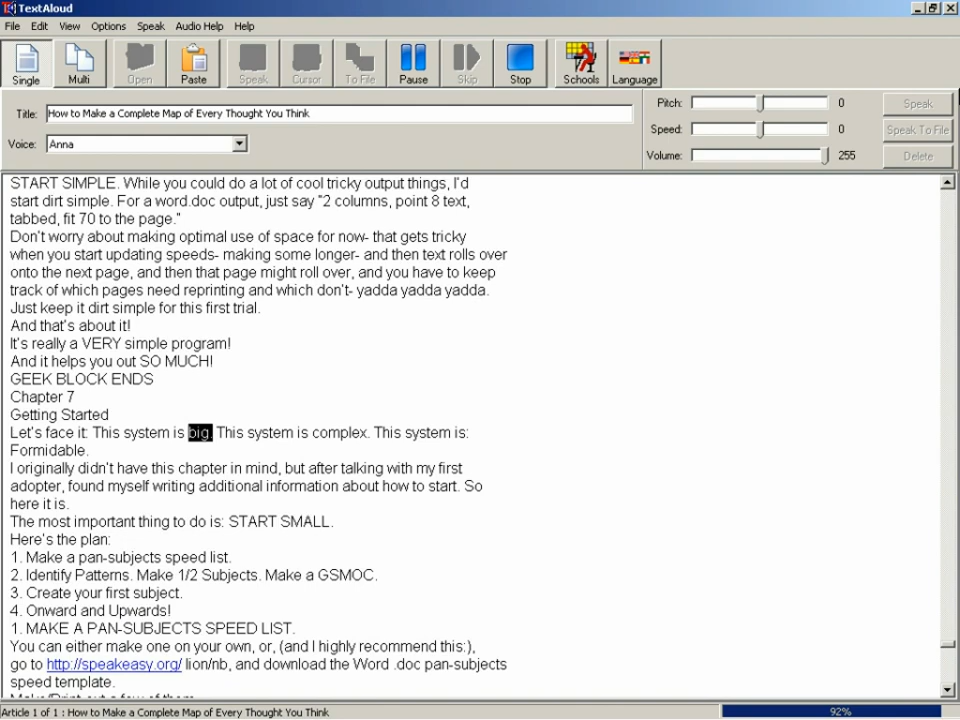 TextAloud
File Edit View Options Speak Audio Help Help
Single Multi Open Paste Speak Cursor To File Pause Skip Stop Schools Language
Title: How to Make a Complete Map of Every Thought You Think
Voice: Anna
Pitch: 0 Speak
Speed: 0 Speak To File
Volume: 255 Delete
START SIMPLE. While you could do a lot of cool tricky output things, I'd
start dirt simple. For a word.doc output, just say "2 columns, point 8 text,
tabbed, fit 70 to the page."
Don't worry about making optimal use of space for now- that gets tricky
when you start updating speeds- making some longer- and then text rolls over
onto the next page, and then that page might roll over, and you have to keep
track of which pages need reprinting and which don't- yadda yadda yadda.
Just keep it dirt simple for this first trial.
And that's about it!
It's really a VERY simple program!
And it helps you out SO MUCH!
GEEK BLOCK ENDS
Chapter 7
Getting Started
Let's face it: This system is big. This system is complex. This system is:
Formidable.
I originally didn't have this chapter in mind, but after talking with my first
adopter, found myself writing additional information about how to start. So
here it is.
The most important thing to do is: START SMALL.
Here's the plan:
1. Make a pan-subjects speed list.
2. Identify Patterns. Make 1/2 Subjects. Make a GSMOC.
3. Create your first subject.
4. Onward and Upwards!
1. MAKE A PAN-SUBJECTS SPEED LIST.
You can either make one on your own, or, (and I highly recommend this:),
go to http://speakeasy.org/ lion/nb, and download the Word .doc pan-subjects
speed template.
Make/Print out a few of them
Article 1 of 1 : How to Make a Complete Map of Every Thought You Think 92%